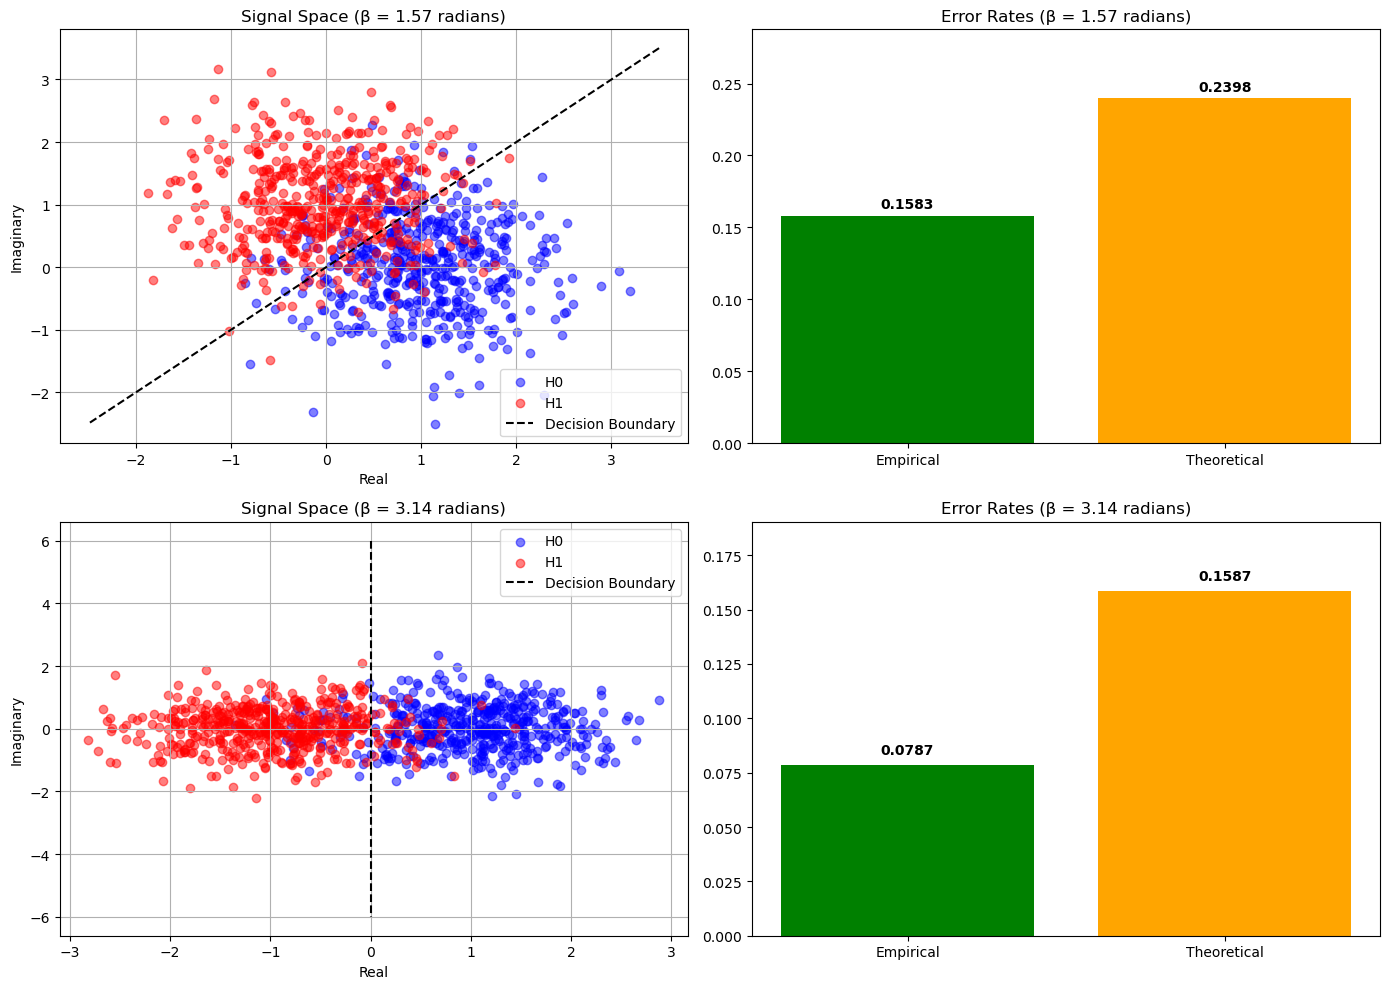 Signal Space (β = 1.57 radians)
3
2
1
0
−1
−2
Imaginary
−2
−1
0
1
2
3
Real
H0
H1
Decision Boundary
Error Rates (β = 1.57 radians)
0.25
0.20
0.15
0.10
0.05
0.00
0.1583
0.2398
Empirical
Theoretical
Signal Space (β = 3.14 radians)
6
4
2
0
−2
−4
−6
Imaginary
−3
−2
−1
0
1
2
3
Real
H0
H1
Decision Boundary
Error Rates (β = 3.14 radians)
0.175
0.150
0.125
0.100
0.075
0.050
0.025
0.000
0.0787
0.1587
Empirical
Theoretical